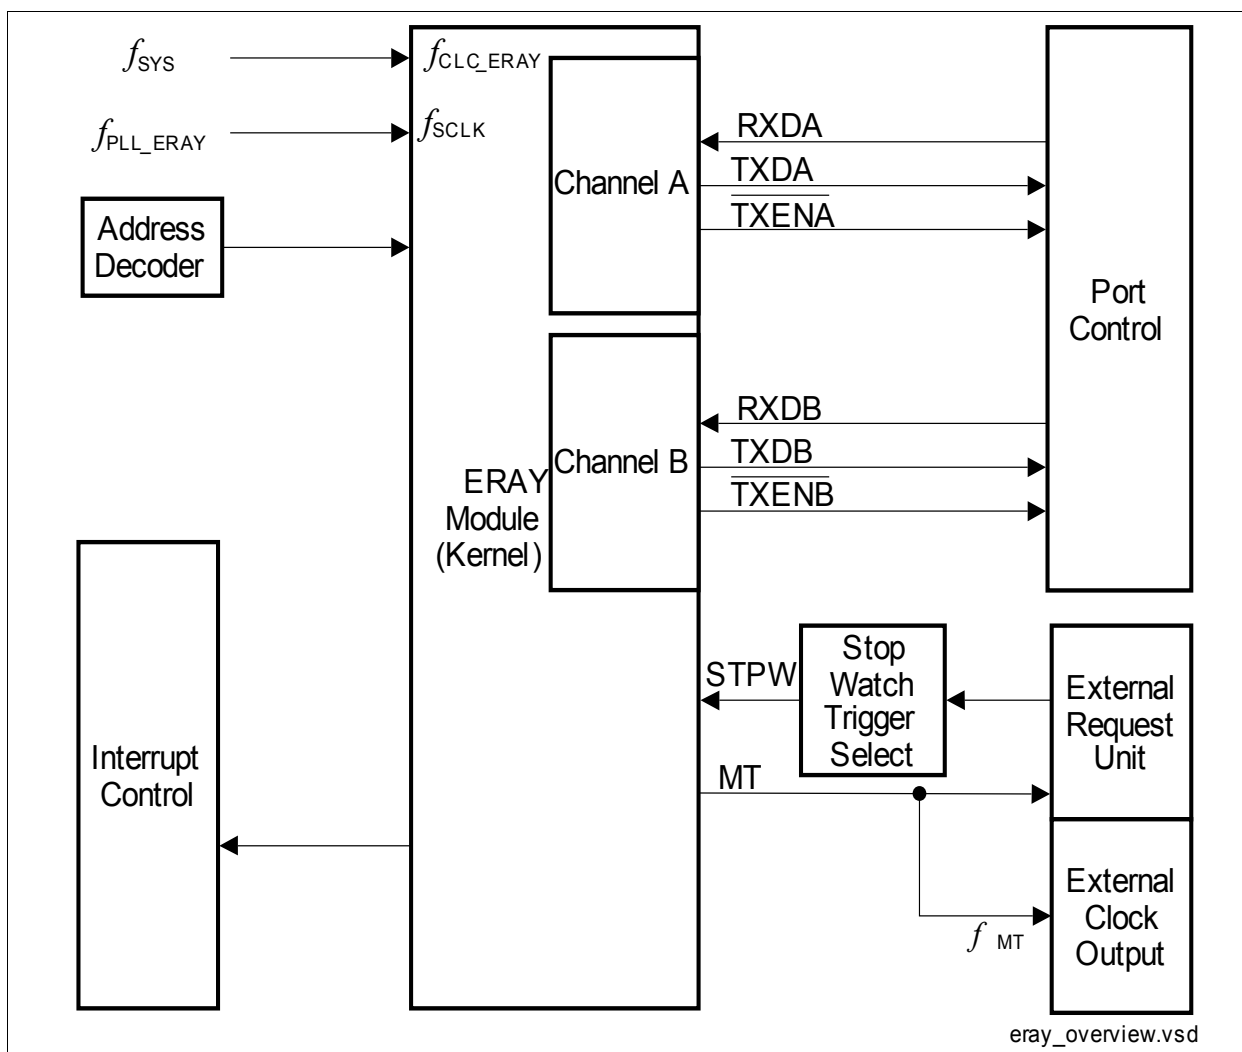 fSYS
fCLC_ERAY
fPLL_ERAY
fSCLK
Address
Decoder
Channel A
RXDA
TXDA
TXENA
Port
Control
Channel B
RXDB
TXDB
TXENB
ERAY
Module
(Kernel)
Interrupt
Control
STPW
Stop
Watch
Trigger
Select
External
Request
Unit
MT
f MT
External
Clock
Output
eray_overview.vsd